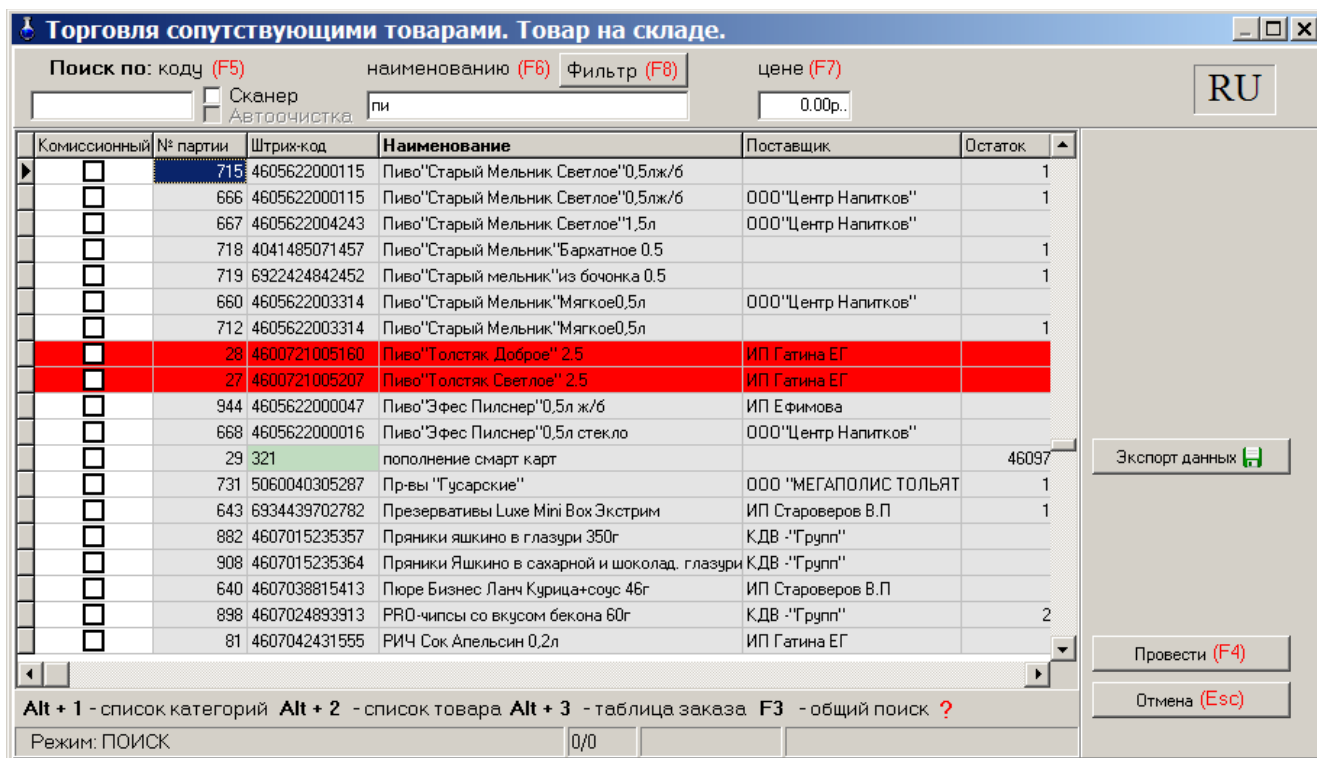 Торговля сопутствующими товарами. Товар на складе.
Поиск по: коду (F5) наименованию (F6) Фильтр (F8) цене (F7)
Сканер
Автоочистка
пи
0.00р..
RU
Комиссионный № партии Штрих-код Наименование Поставщик Остаток
715 4605622000115 Пиво"Старый Мельник Светлое"0,5лж/б 1
666 4605622000115 Пиво"Старый Мельник Светлое"0,5лж/б ООО"Центр Напитков" 1
667 4605622004243 Пиво"Старый Мельник Светлое"1,5л ООО"Центр Напитков"
718 4041485071457 Пиво"Старый Мельник"Бархатное 0.5 1
719 6922424842452 Пиво"Старый мельник"из бочонка 0.5 1
660 4605622003314 Пиво"Старый Мельник"Мягкое0,5л ООО"Центр Напитков"
712 4605622003314 Пиво"Старый Мельник"Мягкое0,5л 1
28 4600721005160 Пиво"Толстяк Доброе" 2.5 ИП Гатина ЕГ
27 4600721005207 Пиво"Толстяк Светлое" 2.5 ИП Гатина ЕГ
944 4605622000047 Пиво"Эфес Пилснер"0,5л ж/б ИП Ефимова
668 4605622000016 Пиво"Эфес Пилснер"0,5л стекло ООО"Центр Напитков"
29 321 пополнение смарт карт 46097
731 5060040305287 Пр-вы "Гусарские" ООО "МЕГАПОЛИС ТОЛЬЯТ 1
643 6934439702782 Презервативы Luxe Mini Box Экстрим ИП Староверов В.П 1
882 4607015235357 Пряники яшкино в глазури 350г КДВ -"Групп"
908 4607015235364 Пряники Яшкино в сахарной и шоколад. глазури КДВ -"Групп"
640 4607038815413 Пюре Бизнес Ланч Курица+соус 46г ИП Староверов В.П
898 4607024893913 PRO-чипсы со вкусом бекона 60г КДВ -"Групп" 2
81 4607042431555 РИЧ Сок Апельсин 0,2л ИП Гатина ЕГ
Экспорт данных
Провести (F4)
Отмена (Esc)
Alt + 1 - список категорий Alt + 2 - список товара Alt + 3 - таблица заказа F3 - общий поиск ?
Режим: ПОИСК 0/0